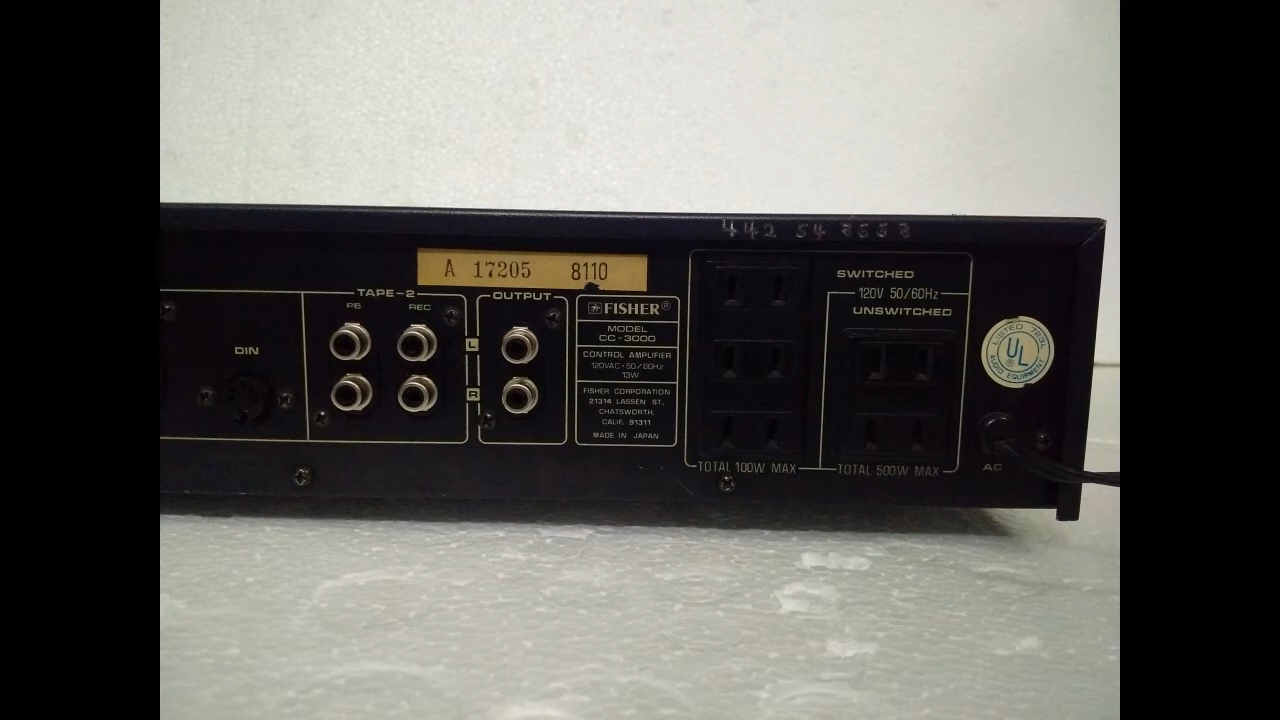 A 17205 8110
TAPE-2
PB REC
DIN
L
R
OUTPUT
FISHER®
MODEL
CC-3000
CONTROL AMPLIFIER
120VAC·50/60Hz
13W
FISHER CORPORATION
21314 LASSEN ST.,
CHATSWORTH,
CALIF. 91311
MADE IN JAPAN
SWITCHED
120V 50/60Hz
UNSWITCHED
TOTAL 100W MAX
TOTAL 500W MAX
LISTED 723L
UL
AUDIO EQUIPMENT
AC